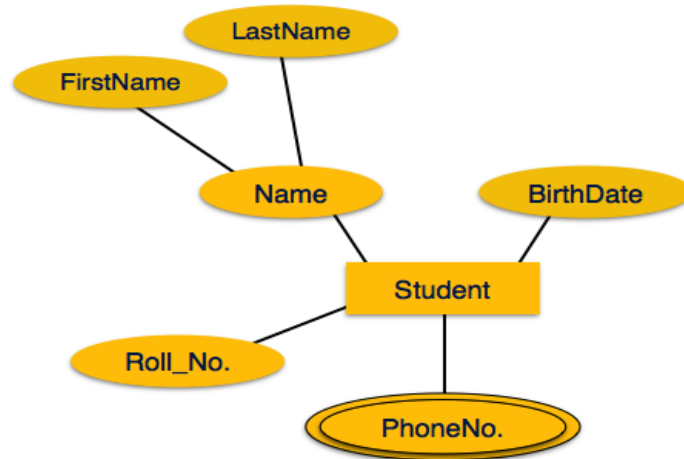 LastName
FirstName
Name
BirthDate
Student
Roll_No.
PhoneNo.